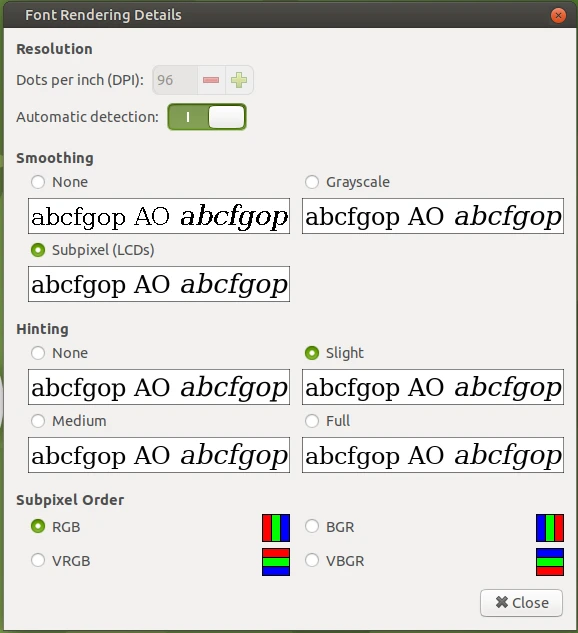 Font Rendering Details
Resolution
Dots per inch (DPI): 96
Automatic detection:
Smoothing
None Grayscale
abcfgop AO abcfgop abcfgop AO abcfgop
Subpixel (LCDs)
abcfgop AO abcfgop
Hinting
None Slight
abcfgop AO abcfgop abcfgop AO abcfgop
Medium Full
abcfgop AO abcfgop abcfgop AO abcfgop
Subpixel Order
RGB BGR
VRGB VBGR
Close